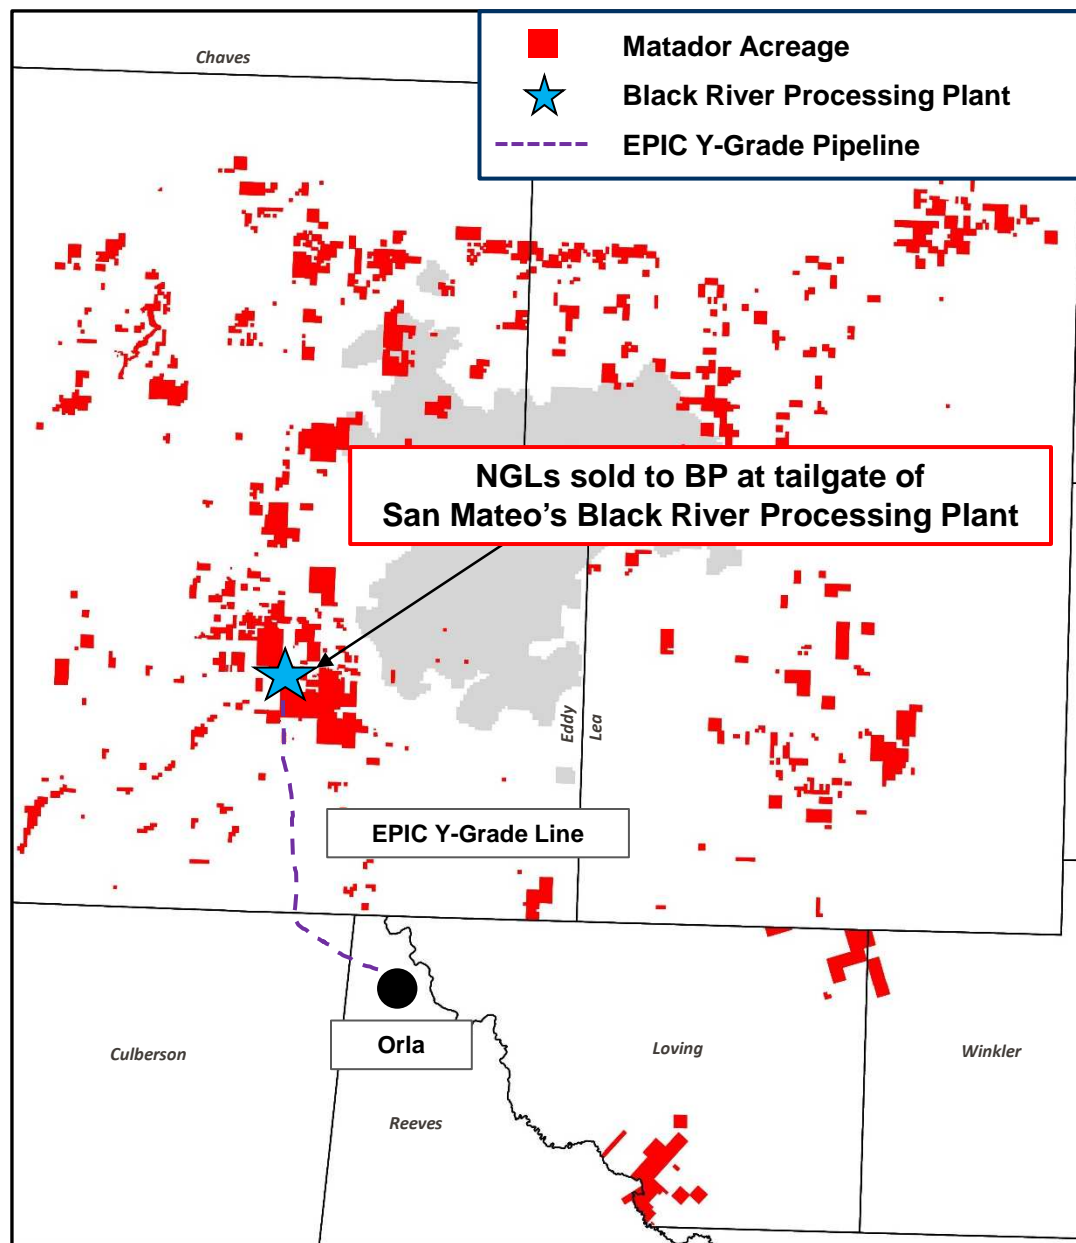 Chaves
Matador Acreage
Black River Processing Plant
EPIC Y-Grade Pipeline
NGLs sold to BP at tailgate of
San Mateo's Black River Processing Plant
Eddy
Lea
EPIC Y-Grade Line
Orla
Culberson
Reeves
Loving
Winkler